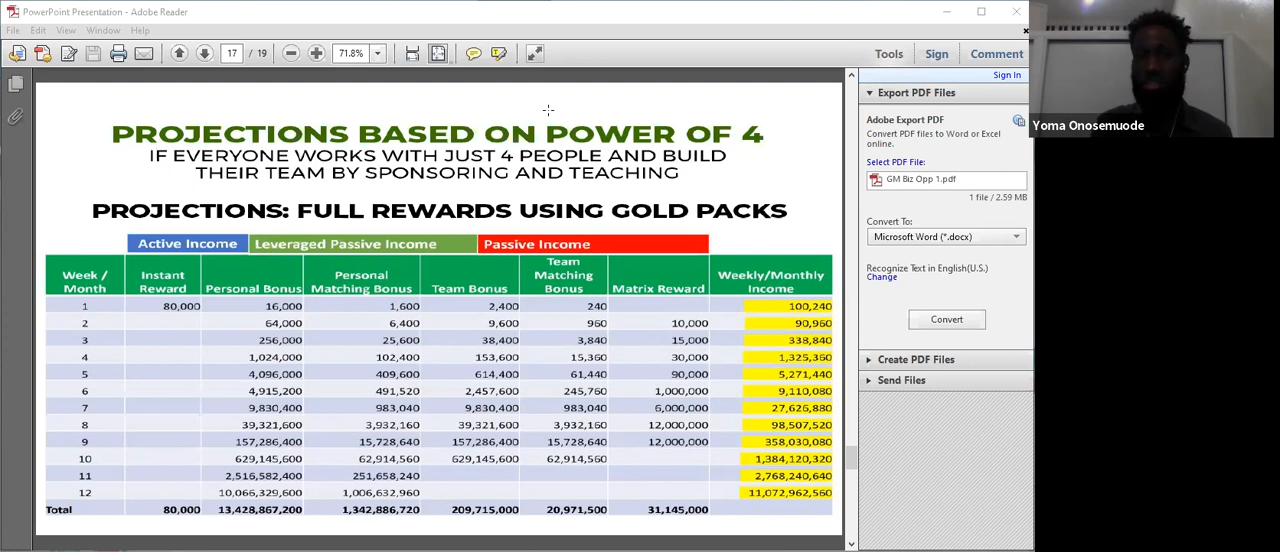 PowerPoint Presentation - Adobe Reader
File Edit View Window Help
17 / 19 71.8% Tools Sign Comment
Sign In
PROJECTIONS BASED ON POWER OF 4
IF EVERYONE WORKS WITH JUST 4 PEOPLE AND BUILD
THEIR TEAM BY SPONSORING AND TEACHING
PROJECTIONS: FULL REWARDS USING GOLD PACKS
Active Income Leveraged Passive Income Passive Income
Week / Month Instant Reward Personal Bonus Personal Matching Bonus Team Bonus Team Matching Bonus Matrix Reward Weekly/Monthly Income
1 80,000 16,000 1,600 2,400 240 100,240
2 64,000 6,400 9,600 960 10,000 90,960
3 256,000 25,600 38,400 3,840 15,000 338,840
4 1,024,000 102,400 153,600 15,360 30,000 1,325,360
5 4,096,000 409,600 614,400 61,440 90,000 5,271,440
6 4,915,200 491,520 2,457,600 245,760 1,000,000 9,110,080
7 9,830,400 983,040 9,830,400 983,040 6,000,000 27,626,880
8 39,321,600 3,932,160 39,321,600 3,932,160 12,000,000 98,507,520
9 157,286,400 15,728,640 157,286,400 15,728,640 12,000,000 358,030,080
10 629,145,600 62,914,560 629,145,600 62,914,560 1,384,120,320
11 2,516,582,400 251,658,240 2,768,240,640
12 10,066,329,600 1,006,632,960 11,072,962,560
Total 80,000 13,428,867,200 1,342,886,720 209,715,000 20,971,500 31,145,000
Export PDF Files
Adobe Export PDF
Convert PDF files to Word or Excel
online.
Select PDF File:
GM Biz Opp 1.pdf
1 file / 2.59 MB
Convert To:
Microsoft Word (*.docx)
Recognize Text in English(U.S.)
Change
Convert
Create PDF Files
Send Files
Yoma Onosemuode